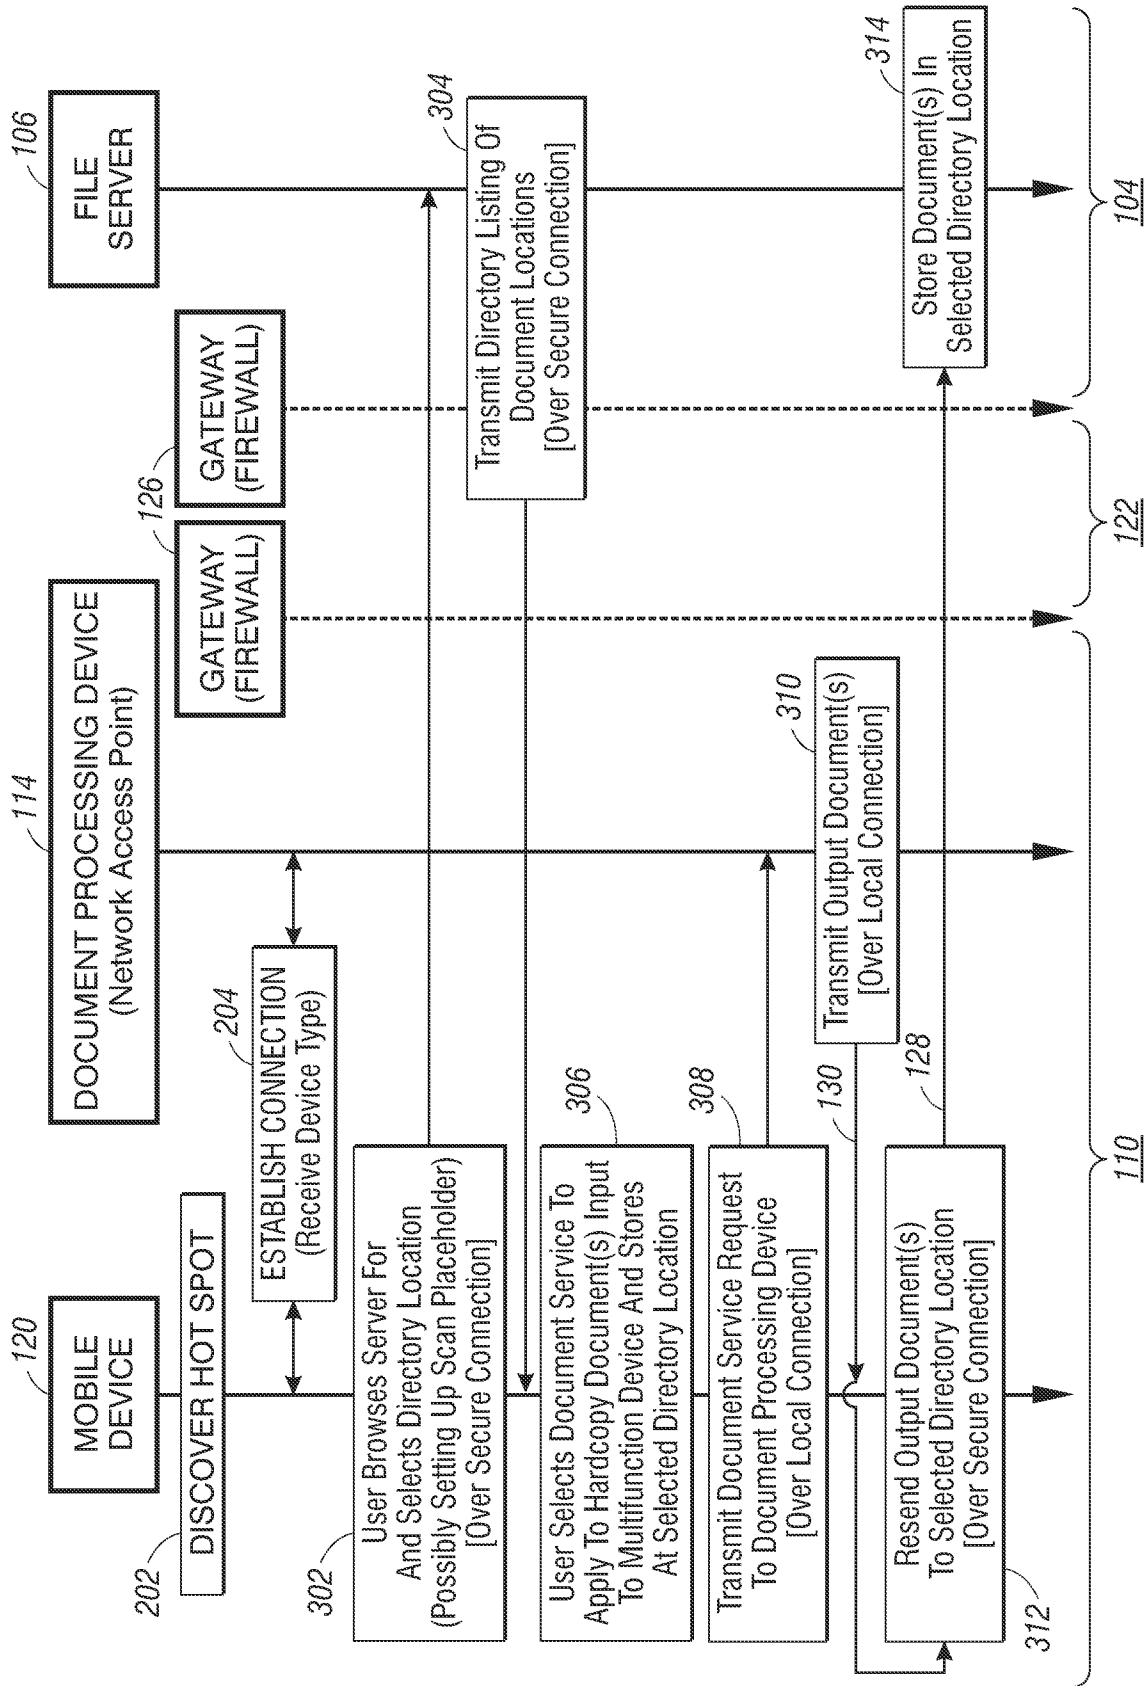 120
MOBILE
DEVICE
114
DOCUMENT PROCESSING DEVICE
(Network Access Point)
106
FILE
SERVER
126
GATEWAY
(FIREWALL)
GATEWAY
(FIREWALL)
202
DISCOVER HOT SPOT
204
ESTABLISH CONNECTION
(Receive Device Type)
302
User Browses Server For
And Selects Directory Location
(Possibly Setting Up Scan Placeholder)
[Over Secure Connection]
304
Transmit Directory Listing Of
Document Locations
[Over Secure Connection]
306
User Selects Document Service To
Apply To Hardcopy Document(s) Input
To Multifunction Device And Stores
At Selected Directory Location
308
Transmit Document Service Request
To Document Processing Device
[Over Local Connection]
310
Transmit Output Document(s)
[Over Local Connection]
130
128
312
Resend Output Document(s)
To Selected Directory Location
[Over Secure Connection]
314
Store Document(s) In
Selected Directory Location
110
122
104